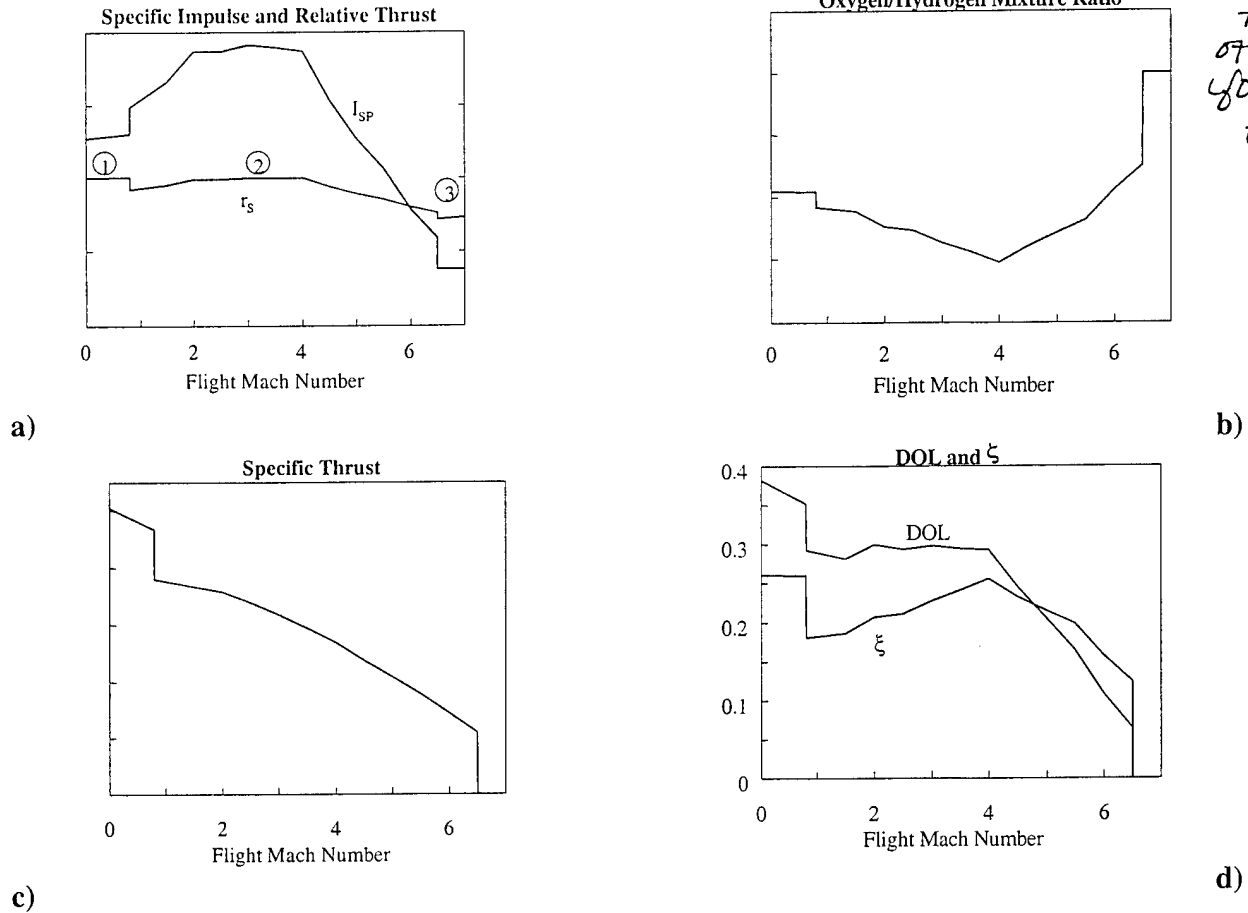 Specific Impulse and Relative Thrust
I_SP
1
2
3
r_S
0 2 4 6
Flight Mach Number
a)
Oxygen/Hydrogen Mixture Ratio
0 2 4 6
Flight Mach Number
b)
Specific Thrust
0 2 4 6
Flight Mach Number
c)
DOL and ξ
0.4
0.3
0.2
0.1
0
DOL
ξ
0 2 4 6
Flight Mach Number
d)